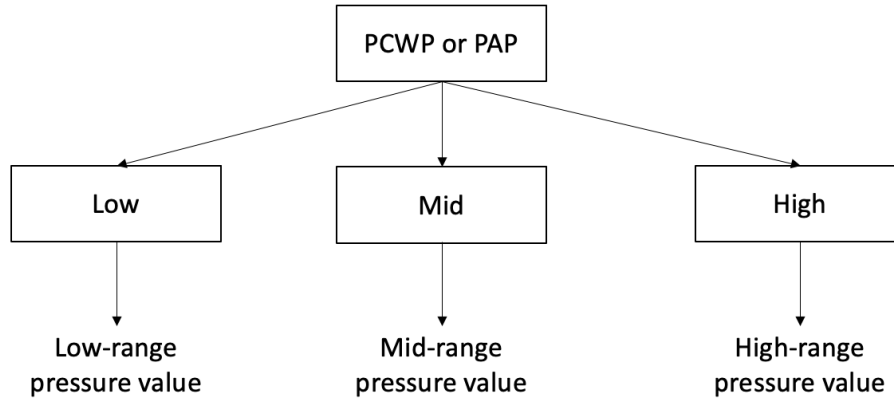 PCWP or PAP
Low
Mid
High
Low-range
pressure value
Mid-range
pressure value
High-range
pressure value